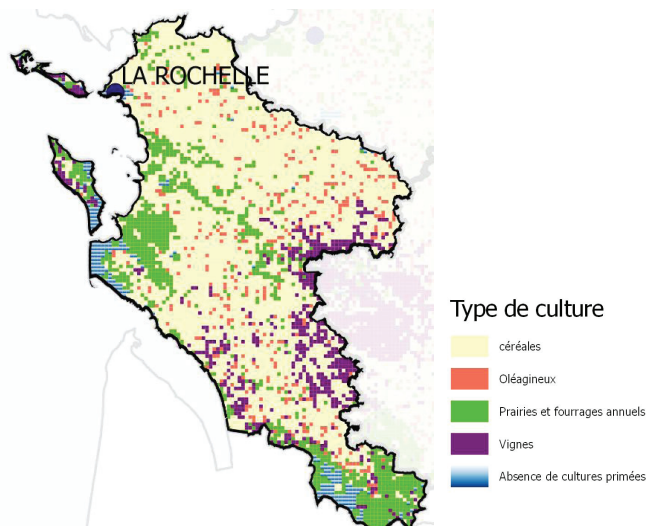 LA ROCHELLE
Type de culture
céréales
Oléagineux
Prairies et fourrages annuels
Vignes
Absence de cultures primées